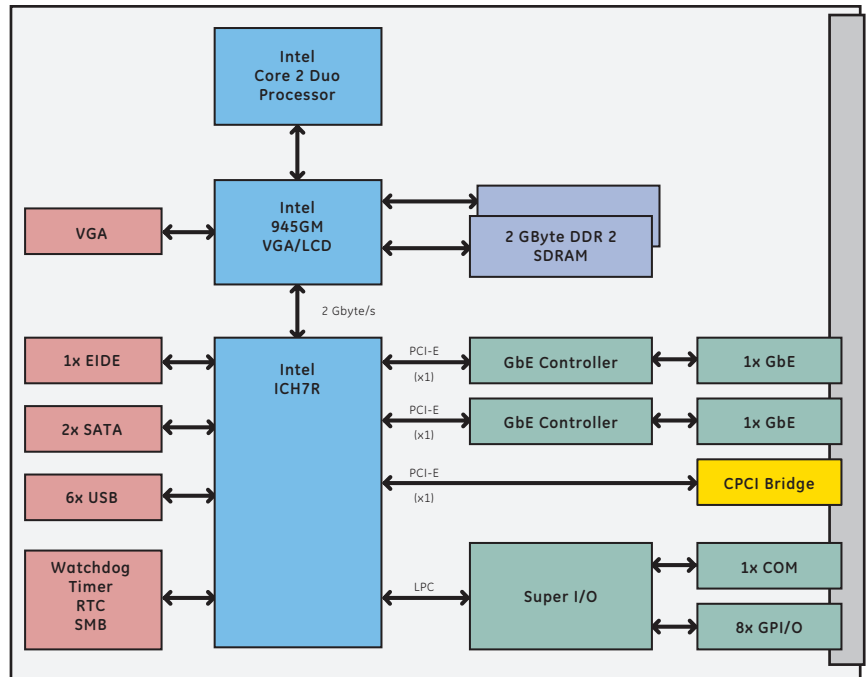 Intel
Core 2 Duo
Processor
Intel
945GM
VGA/LCD
VGA
2 GByte DDR 2
SDRAM
2 Gbyte/s
Intel
ICH7R
1x EIDE
PCI-E
(x1)
GbE Controller
1x GbE
2x SATA
PCI-E
(x1)
GbE Controller
1x GbE
6x USB
PCI-E
(x1)
CPCI Bridge
Watchdog
Timer
RTC
SMB
LPC
Super I/O
1x COM
8x GPI/O